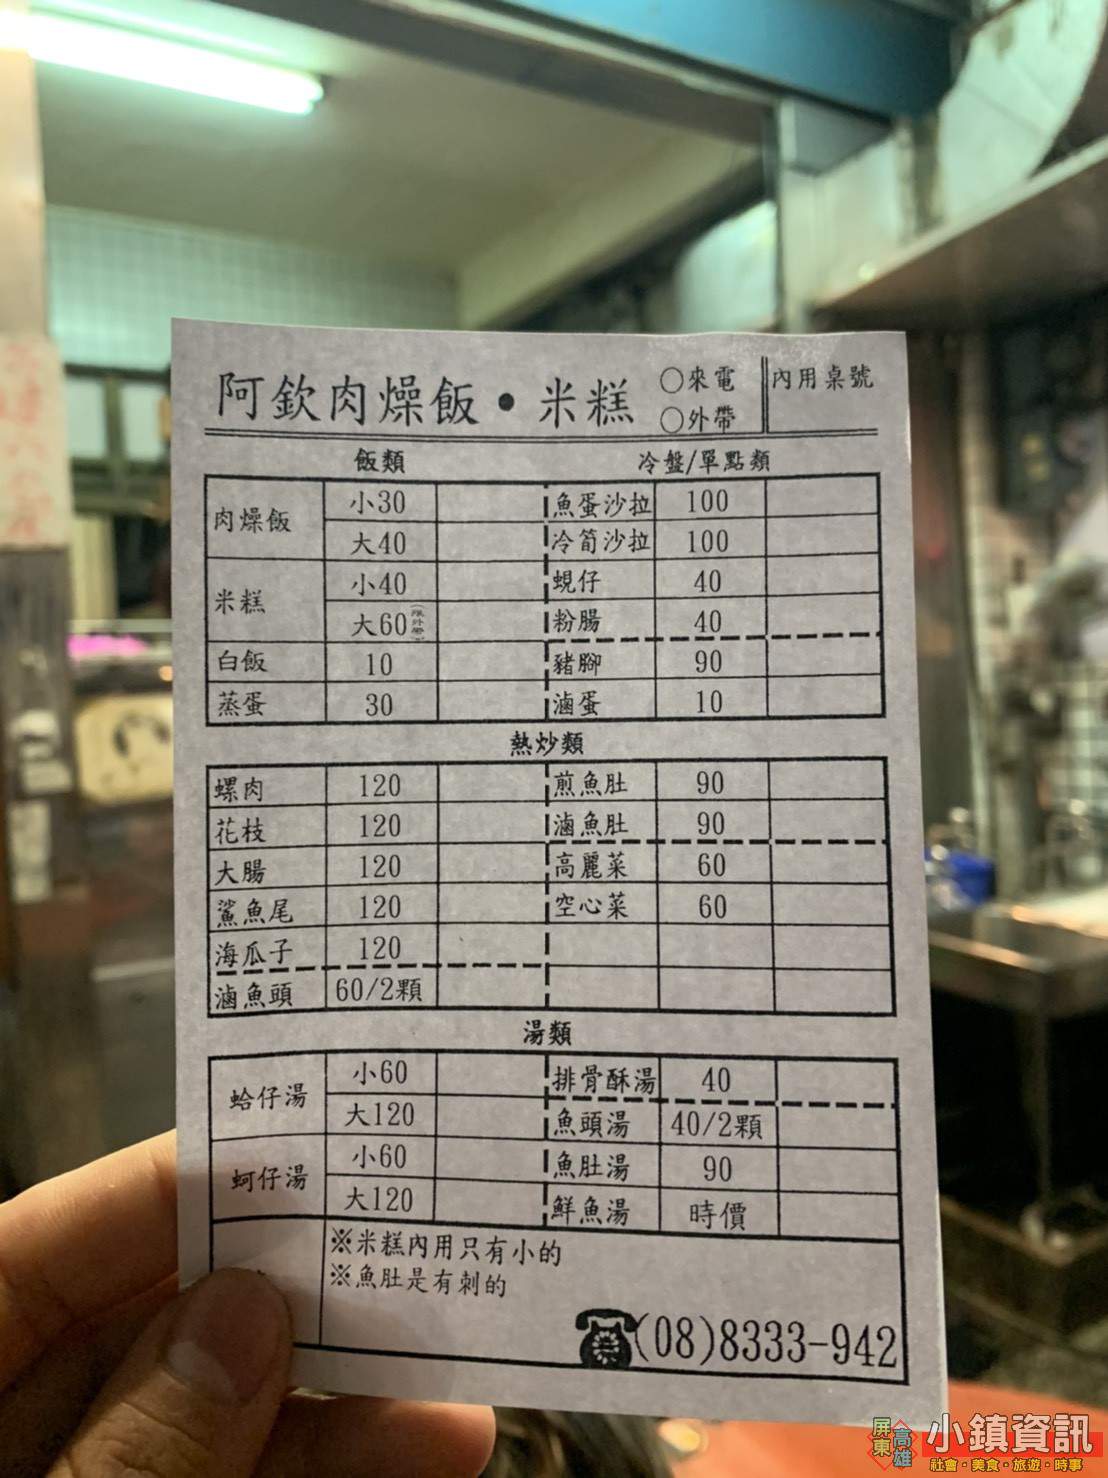 阿欽肉燥飯•米糕
○來電
○外帶
內用桌號
飯類
肉燥飯 小30
大40
米糕 小40
大60(限外帶)
白飯 10
蒸蛋 30
冷盤/單點類
魚蛋沙拉 100
冷筍沙拉 100
蜆仔 40
粉腸 40
豬腳 90
滷蛋 10
熱炒類
螺肉 120
花枝 120
大腸 120
鯊魚尾 120
海瓜子 120
滷魚頭 60/2顆
煎魚肚 90
滷魚肚 90
高麗菜 60
空心菜 60
湯類
蛤仔湯 小60
大120
蚵仔湯 小60
大120
排骨酥湯 40
魚頭湯 40/2顆
魚肚湯 90
鮮魚湯 時價
※米糕內用只有小的
※魚肚是有刺的
(08)8333-942
屏東
高雄
小鎮資訊
社會•美食•旅遊•時事